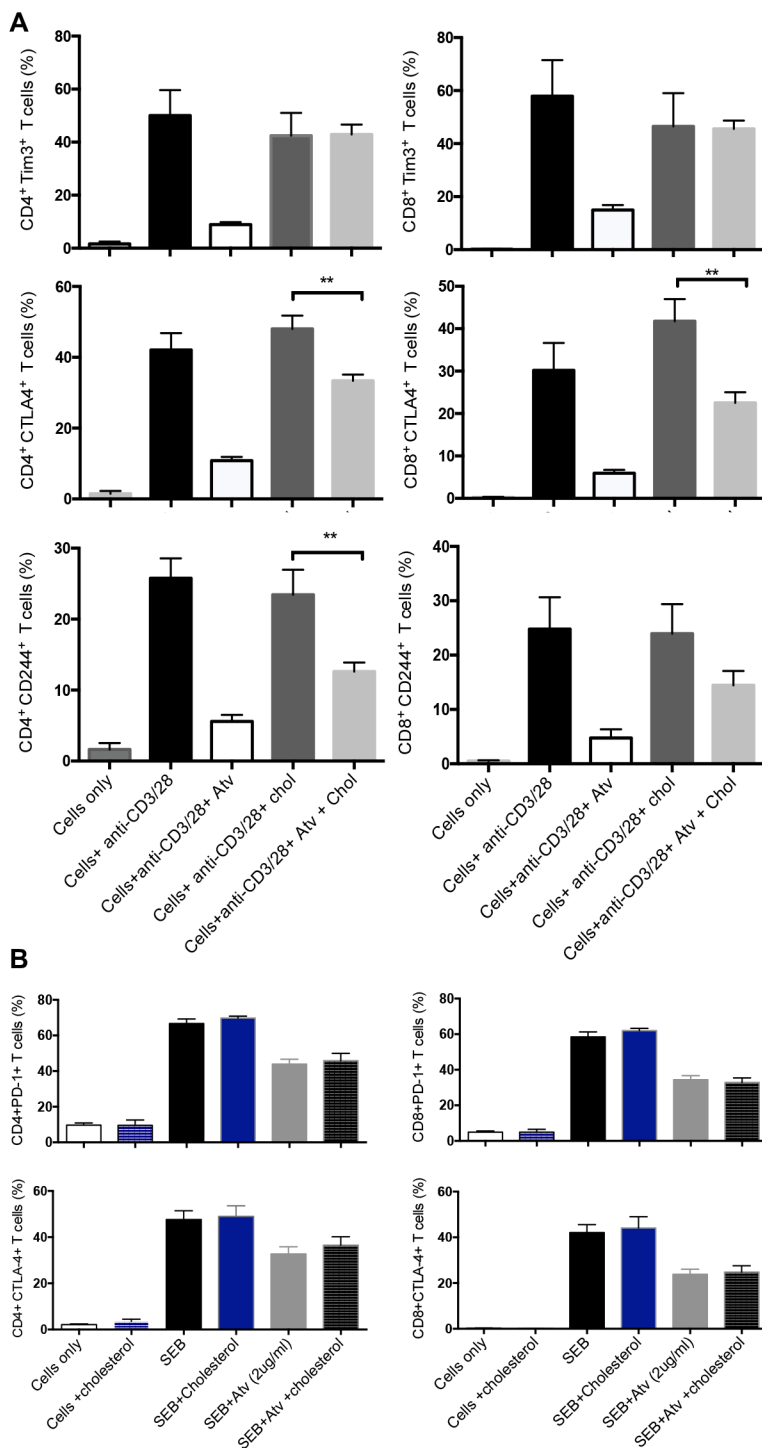 A
CD4+ Tim3+ T cells (%)
80
60
40
20
0
CD8+ Tim3+ T cells (%)
80
60
40
20
0
CD4+ CTLA4+ T cells (%)
60
40
20
0
**
CD8+ CTLA4+ T cells (%)
50
40
30
20
10
0
**
CD4+ CD244+ T cells (%)
30
20
10
0
**
CD8+ CD244+ T cells (%)
40
30
20
10
0
Cells only
Cells+ anti-CD3/28
Cells+anti-CD3/28+ Atv
Cells+ anti-CD3/28+ chol
Cells+anti-CD3/28+ Atv + Chol
Cells only
Cells+ anti-CD3/28
Cells+anti-CD3/28+ Atv
Cells+ anti-CD3/28+ chol
Cells+anti-CD3/28+ Atv + Chol
B
CD4+PD-1+ T cells (%)
80
60
40
20
0
CD8+PD-1+ T cells (%)
80
60
40
20
0
CD4+ CTLA-4+ T cells (%)
60
40
20
0
CD8+CTLA-4+ T cells (%)
60
40
20
0
Cells only
Cells +cholesterol
SEB
SEB+Cholesterol
SEB+Atv (2ug/ml)
SEB+Atv +cholesterol
Cells only
Cells +cholesterol
SEB
SEB+Cholesterol
SEB+Atv (2ug/ml)
SEB+Atv +cholesterol